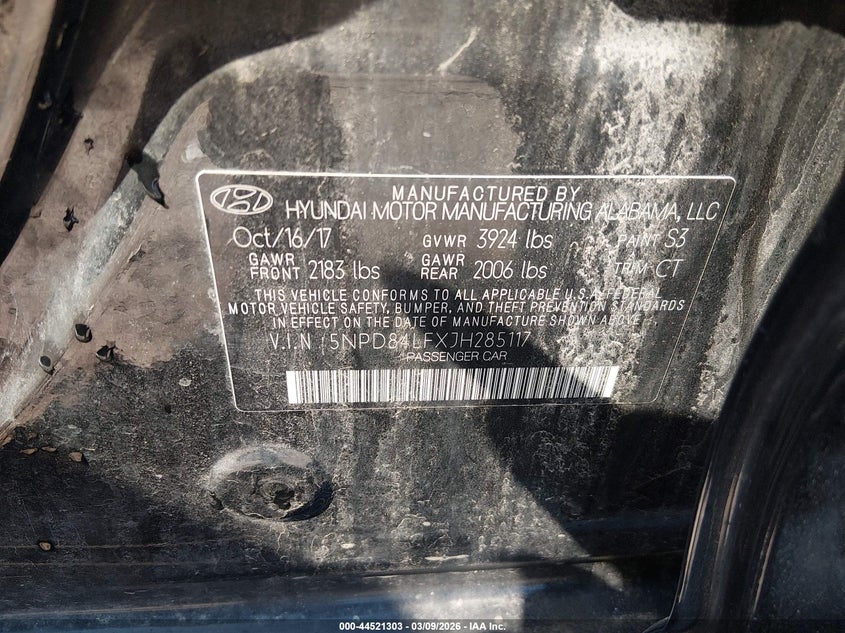 MANUFACTURED BY
HYUNDAI MOTOR MANUFACTURING ALABAMA, LLC
Oct/16/17 GVWR 3924 lbs PAINT S3
GAWR FRONT 2183 lbs GAWR REAR 2006 lbs TRIM CT
THIS VEHICLE CONFORMS TO ALL APPLICABLE U.S.A. FEDERAL
MOTOR VEHICLE SAFETY, BUMPER, AND THEFT PREVENTION STANDARDS
IN EFFECT ON THE DATE OF MANUFACTURE SHOWN ABOVE.
V.I.N :5NPD84LFXJH285117
PASSENGER CAR
000-44521303 - 03/09/2026 - IAA Inc.